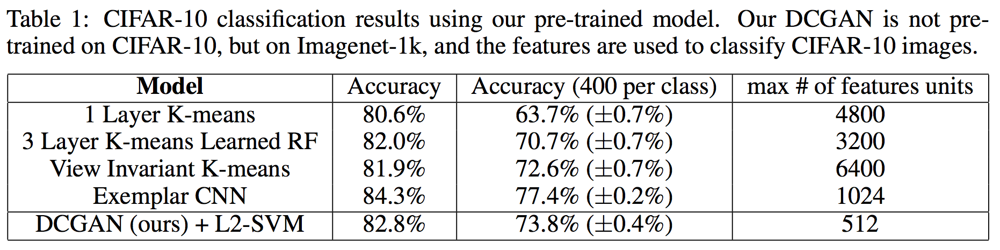 Table 1: CIFAR-10 classification results using our pre-trained model. Our DCGAN is not pre-
trained on CIFAR-10, but on Imagenet-1k, and the features are used to classify CIFAR-10 images.
Model Accuracy Accuracy (400 per class) max # of features units
1 Layer K-means 80.6% 63.7% (±0.7%) 4800
3 Layer K-means Learned RF 82.0% 70.7% (±0.7%) 3200
View Invariant K-means 81.9% 72.6% (±0.7%) 6400
Exemplar CNN 84.3% 77.4% (±0.2%) 1024
DCGAN (ours) + L2-SVM 82.8% 73.8% (±0.4%) 512